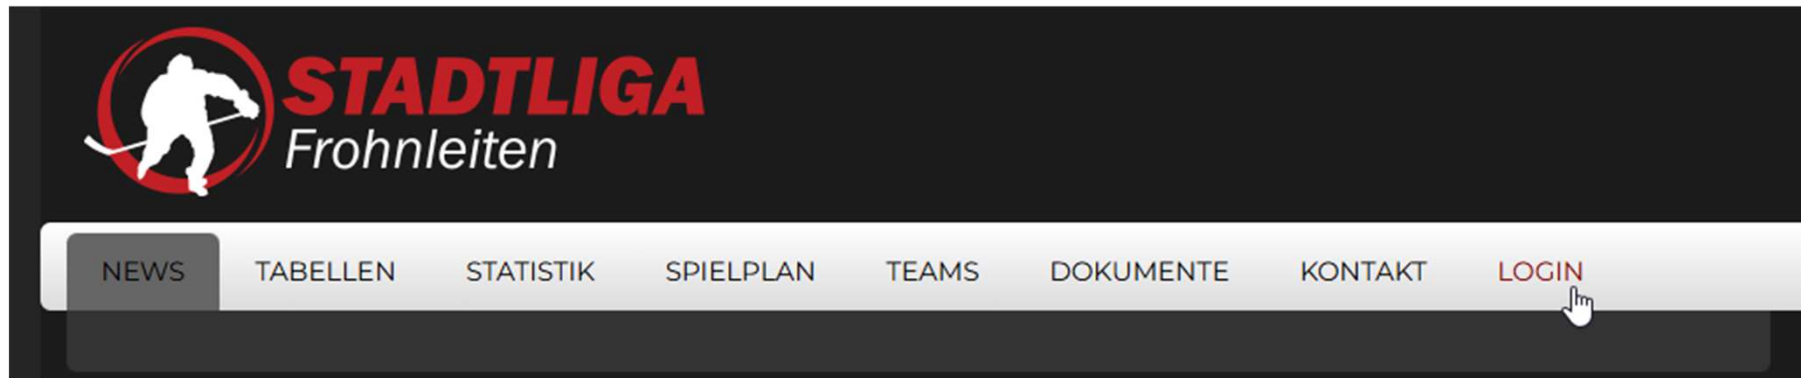 STADTLIGA
Frohnleiten
NEWS TABELLEN STATISTIK SPIELPLAN TEAMS DOKUMENTE KONTAKT LOGIN